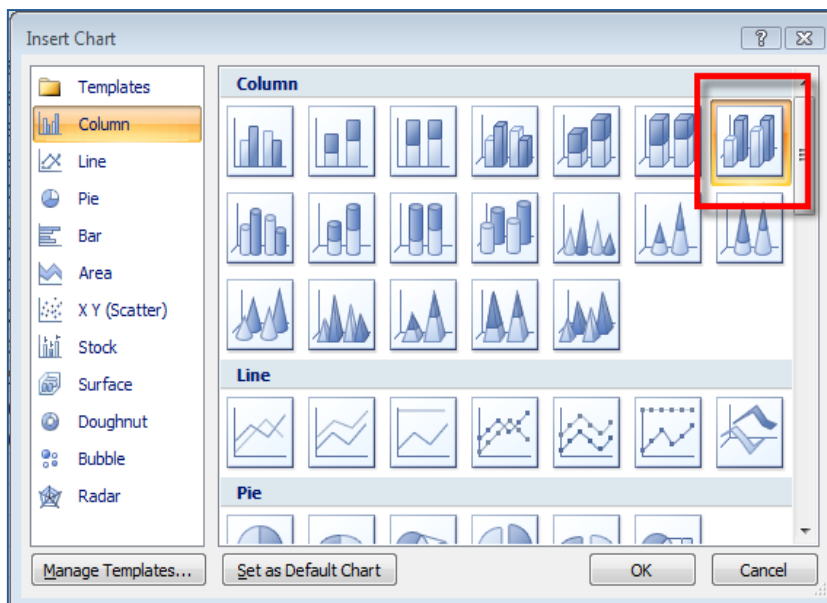 Insert Chart
Templates
Column
Line
Pie
Bar
Area
X Y (Scatter)
Stock
Surface
Doughnut
Bubble
Radar
Column
Line
Pie
Manage Templates...
Set as Default Chart
OK
Cancel